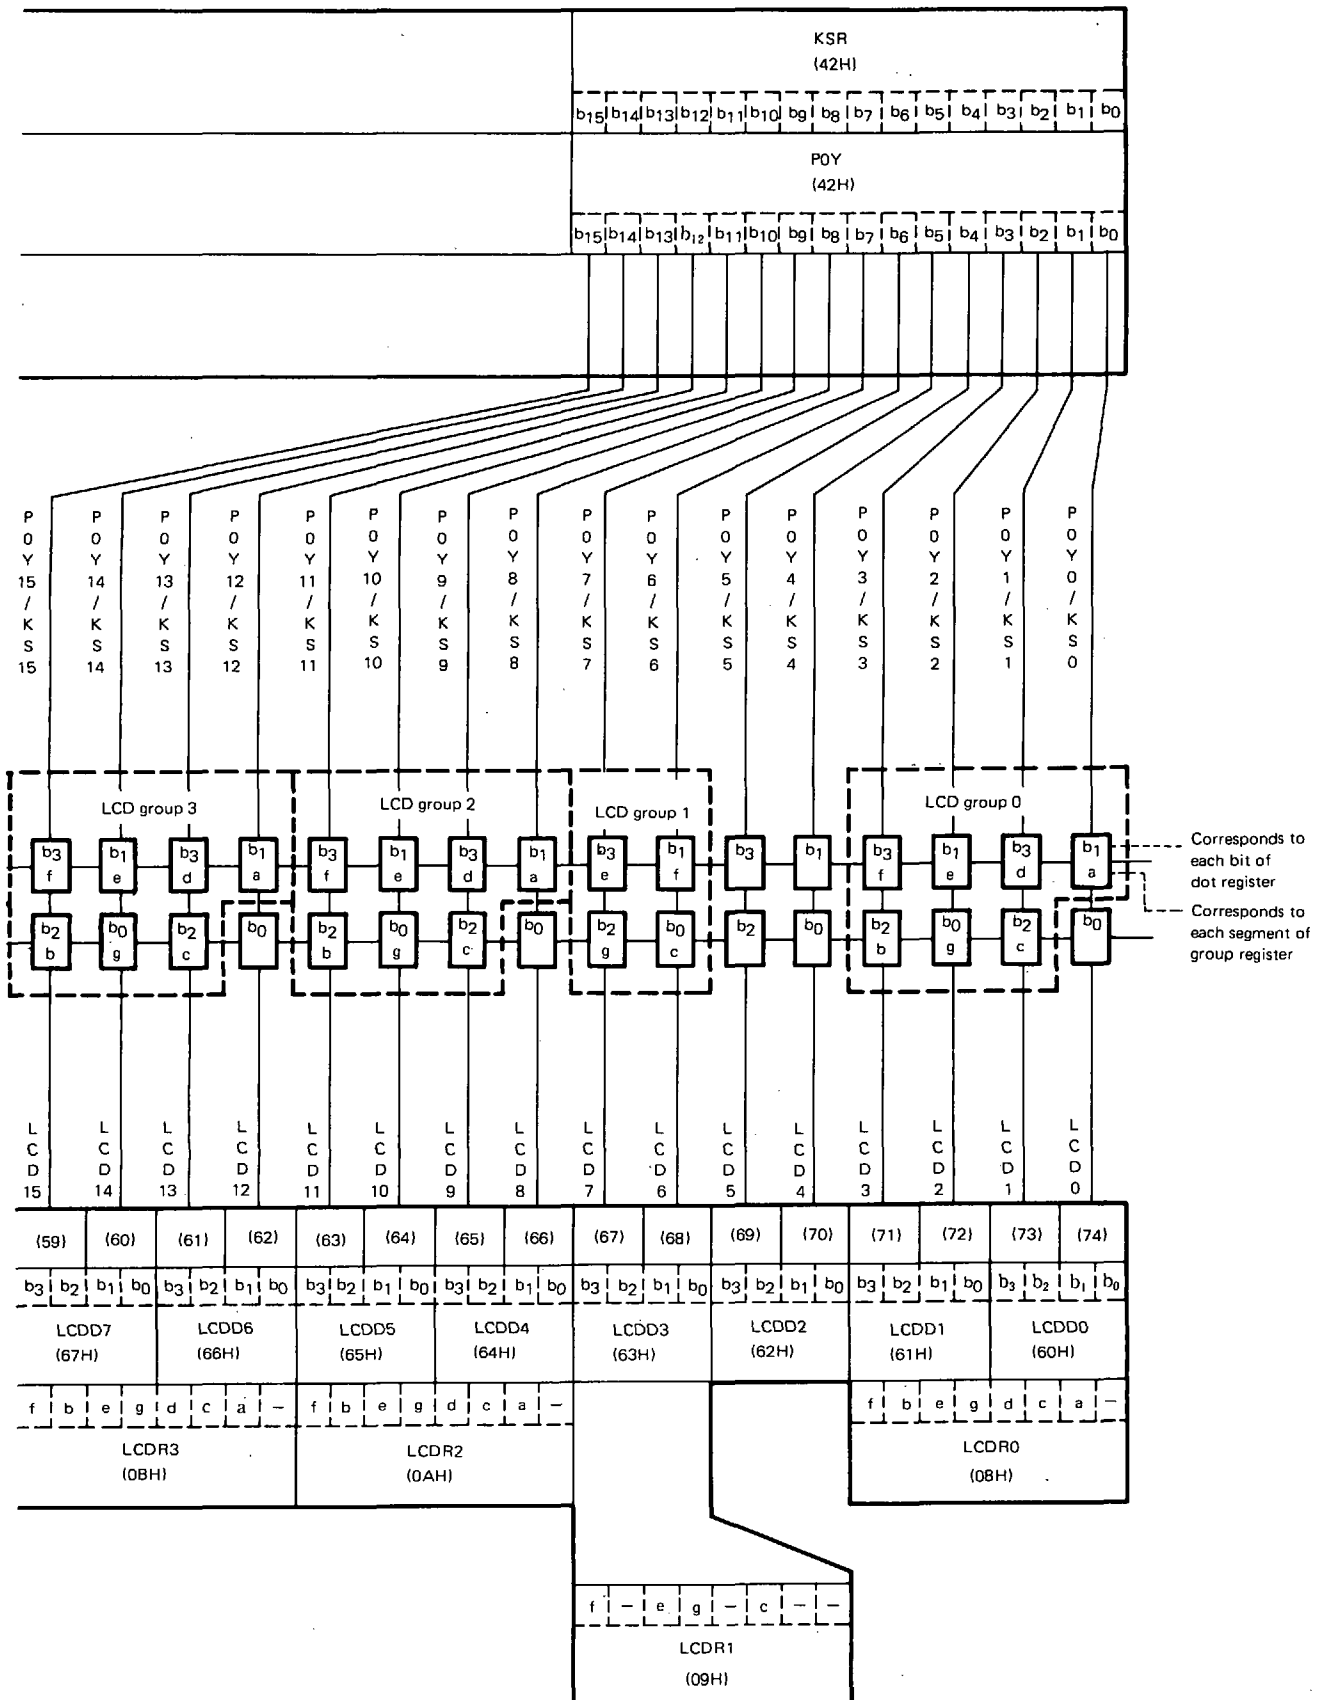 KSR
(42H)
b15 b14 b13 b12 b11 b10 b9 b8 b7 b6 b5 b4 b3 b2 b1 b0
P0Y
(42H)
b15 b14 b13 b12 b11 b10 b9 b8 b7 b6 b5 b4 b3 b2 b1 b0
P0Y15/KS15 P0Y14/KS14 P0Y13/KS13 P0Y12/KS12 P0Y11/KS11 P0Y10/KS10 P0Y9/KS9 P0Y8/KS8 P0Y7/KS7 P0Y6/KS6 P0Y5/KS5 P0Y4/KS4 P0Y3/KS3 P0Y2/KS2 P0Y1/KS1 P0Y0/KS0
LCD group 3 LCD group 2 LCD group 1 LCD group 0
b3 b1 b3 b1 b3 b1 b3 b1 b3 b1 b3 b1 b3 b1 b3 b1
f e d a f e d a e f f e d a
b2 b0 b2 b0 b2 b0 b2 b0 b2 b0 b2 b0 b2 b0 b2 b0
b g c b g c g c b g c
Corresponds to
each bit of
dot register
Corresponds to
each segment of
group register
LCD15 LCD14 LCD13 LCD12 LCD11 LCD10 LCD9 LCD8 LCD7 LCD6 LCD5 LCD4 LCD3 LCD2 LCD1 LCD0
(59) (60) (61) (62) (63) (64) (65) (66) (67) (68) (69) (70) (71) (72) (73) (74)
b3 b2 b1 b0 b3 b2 b1 b0 b3 b2 b1 b0 b3 b2 b1 b0 b3 b2 b1 b0 b3 b2 b1 b0 b3 b2 b1 b0 b3 b2 b1 b0
LCDD7 LCDD6 LCDD5 LCDD4 LCDD3 LCDD2 LCDD1 LCDD0
(67H) (66H) (65H) (64H) (63H) (62H) (61H) (60H)
f b e g d c a – f b e g d c a – f b e g d c a –
LCDR3 LCDR2 LCDR0
(0BH) (0AH) (08H)
f – e g – c – –
LCDR1
(09H)